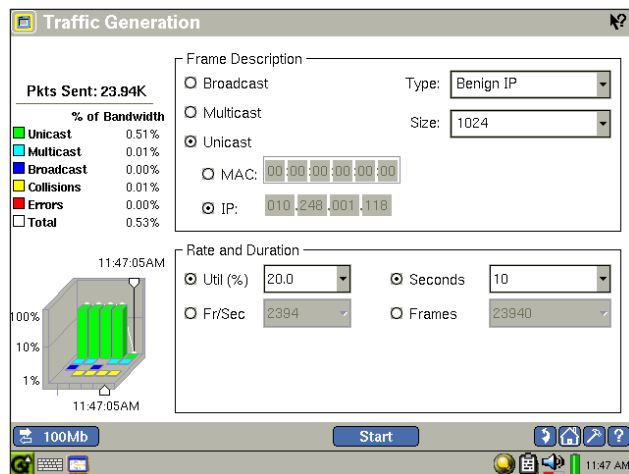 Traffic Generation
Pkts Sent: 23.94K
% of Bandwidth
Unicast 0.51%
Multicast 0.01%
Broadcast 0.00%
Collisions 0.01%
Errors 0.00%
Total 0.53%
11:47:05AM
100%
10%
1%
11:47:05AM
Frame Description
Broadcast
Multicast
Unicast
MAC: 00:00:00:00:00:00
IP: 010.248.001.118
Type: Benign IP
Size: 1024
Rate and Duration
Util (%) 20.0
Seconds 10
Fr/Sec 2394
Frames 23940
100Mb
Start
?
11:47 AM